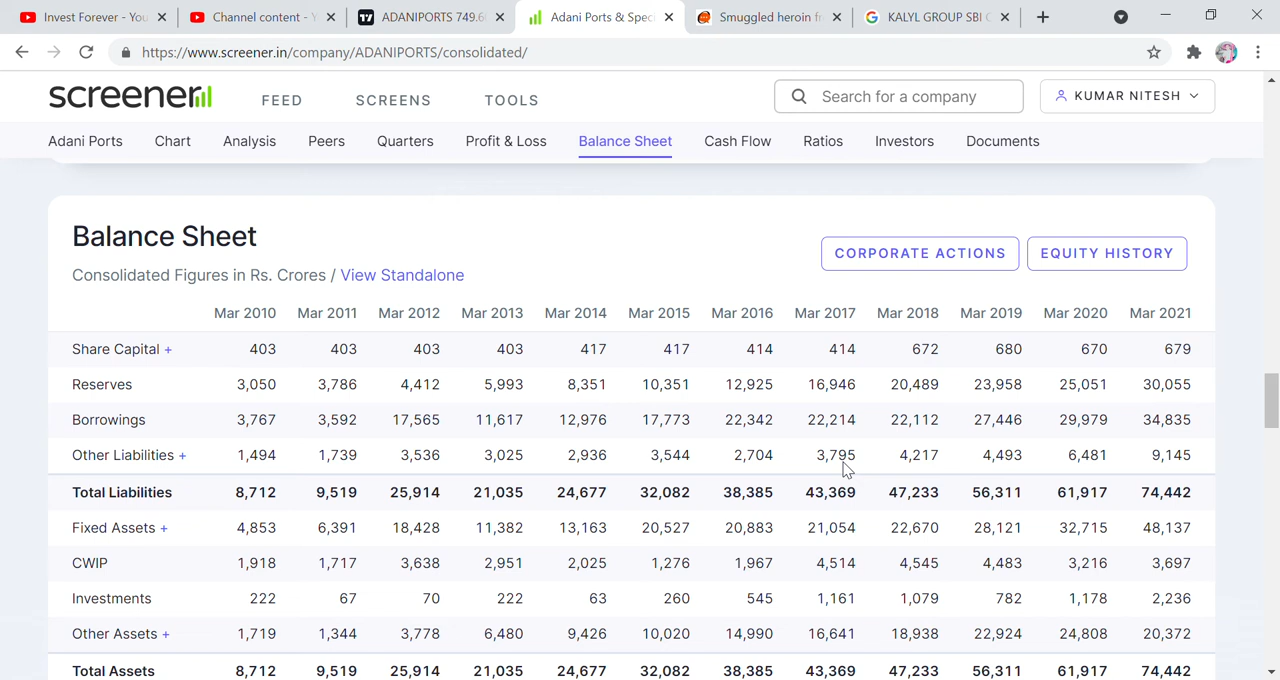 Invest Forever - You
Channel content - Y
ADANIPORTS 749.6
Adani Ports & Speci
Smuggled heroin f
KALYL GROUP SBI
https://www.screener.in/company/ADANIPORTS/consolidated/
screener
FEED
SCREENS
TOOLS
Search for a company
KUMAR NITESH
Adani Ports Chart Analysis Peers Quarters Profit & Loss Balance Sheet Cash Flow Ratios Investors Documents
Balance Sheet
CORPORATE ACTIONS
EQUITY HISTORY
Consolidated Figures in Rs. Crores / View Standalone
Mar 2010 Mar 2011 Mar 2012 Mar 2013 Mar 2014 Mar 2015 Mar 2016 Mar 2017 Mar 2018 Mar 2019 Mar 2020 Mar 2021
Share Capital + 403 403 403 403 417 417 414 414 672 680 670 679
Reserves 3,050 3,786 4,412 5,993 8,351 10,351 12,925 16,946 20,489 23,958 25,051 30,055
Borrowings 3,767 3,592 17,565 11,617 12,976 17,773 22,342 22,214 22,112 27,446 29,979 34,835
Other Liabilities + 1,494 1,739 3,536 3,025 2,936 3,544 2,704 3,795 4,217 4,493 6,481 9,145
Total Liabilities 8,712 9,519 25,914 21,035 24,677 32,082 38,385 43,369 47,233 56,311 61,917 74,442
Fixed Assets + 4,853 6,391 18,428 11,382 13,163 20,527 20,883 21,054 22,670 28,121 32,715 48,137
CWIP 1,918 1,717 3,638 2,951 2,025 1,276 1,967 4,514 4,545 4,483 3,216 3,697
Investments 222 67 70 222 63 260 545 1,161 1,079 782 1,178 2,236
Other Assets + 1,719 1,344 3,778 6,480 9,426 10,020 14,990 16,641 18,938 22,924 24,808 20,372
Total Assets 8,712 9,519 25,914 21,035 24,677 32,082 38,385 43,369 47,233 56,311 61,917 74,442